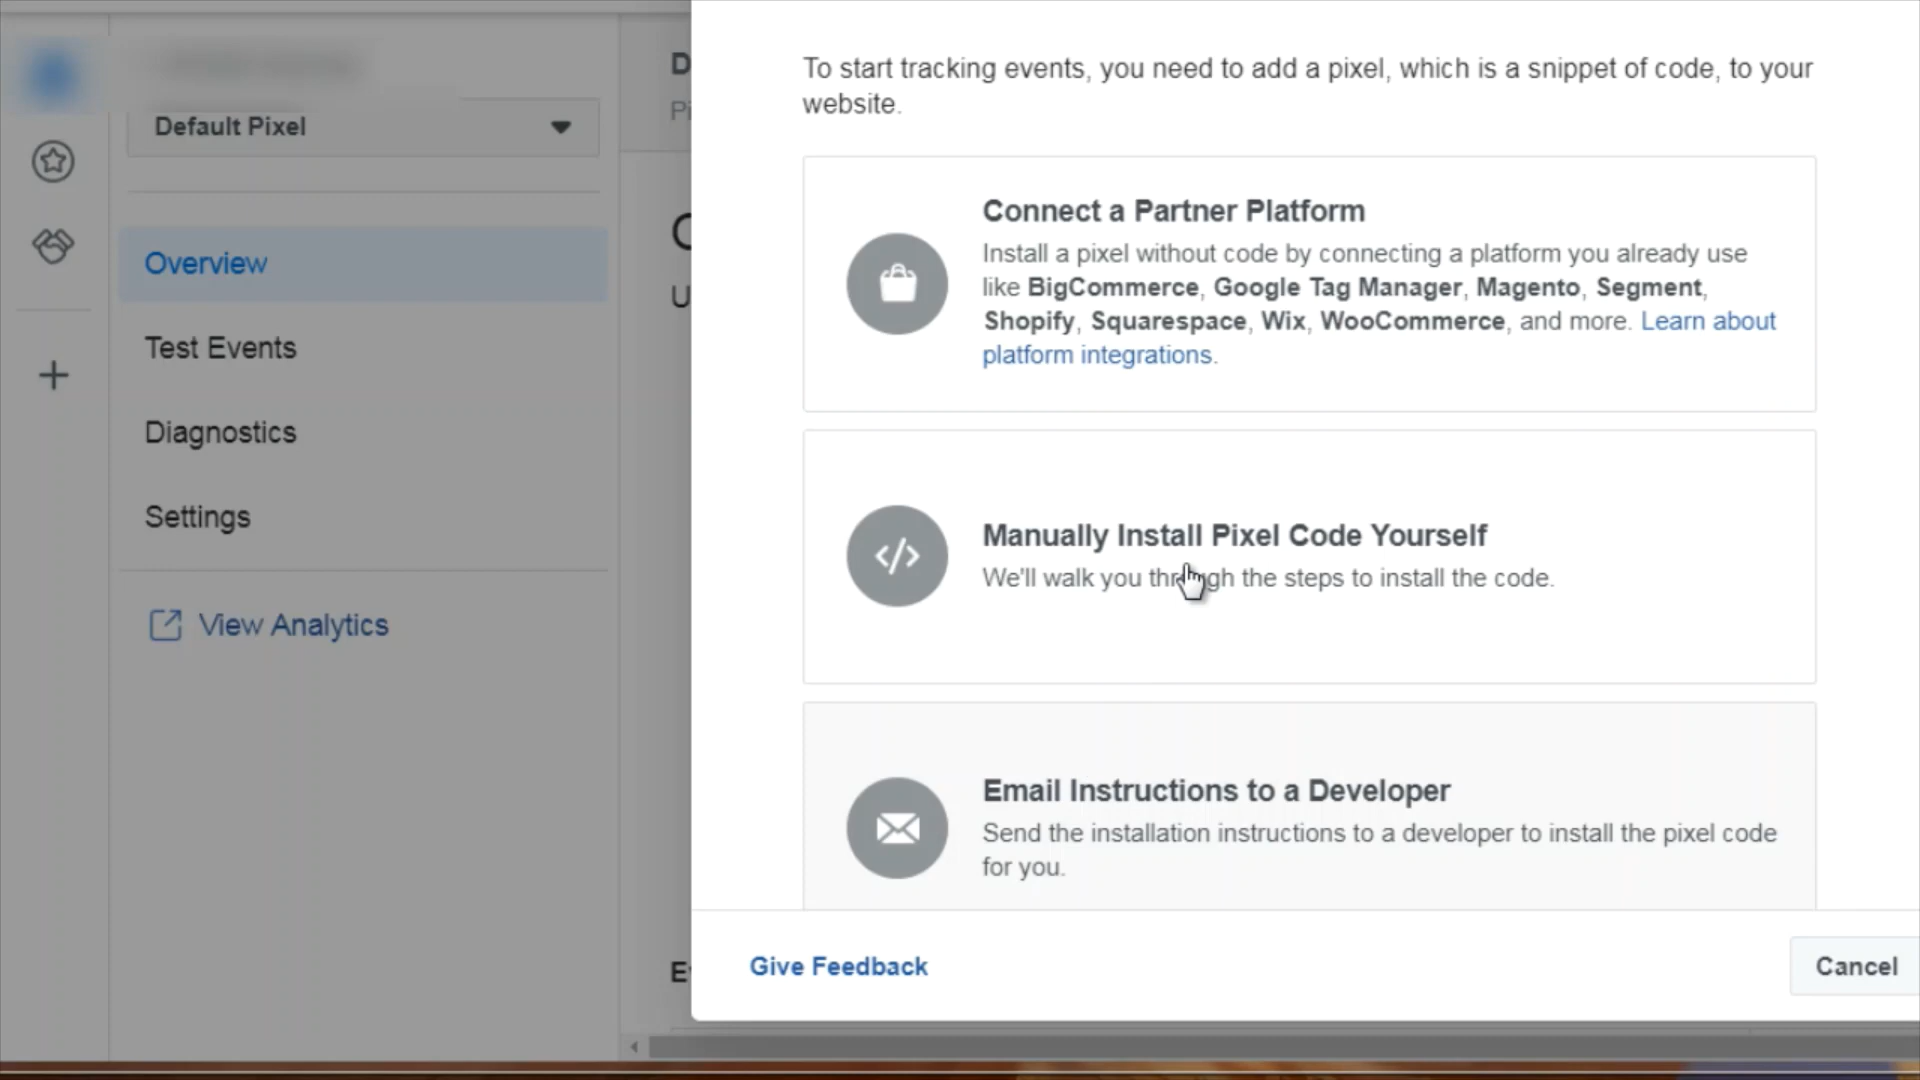 Default Pixel
Overview
Test Events
Diagnostics
Settings
View Analytics
D
Pi
U
To start tracking events, you need to add a pixel, which is a snippet of code, to your
website.
Connect a Partner Platform
Install a pixel without code by connecting a platform you already use
like BigCommerce, Google Tag Manager, Magento, Segment,
Shopify, Squarespace, Wix, WooCommerce, and more. Learn about
platform integrations.
Manually Install Pixel Code Yourself
We'll walk you through the steps to install the code.
Email Instructions to a Developer
Send the installation instructions to a developer to install the pixel code
for you.
Give Feedback
Cancel